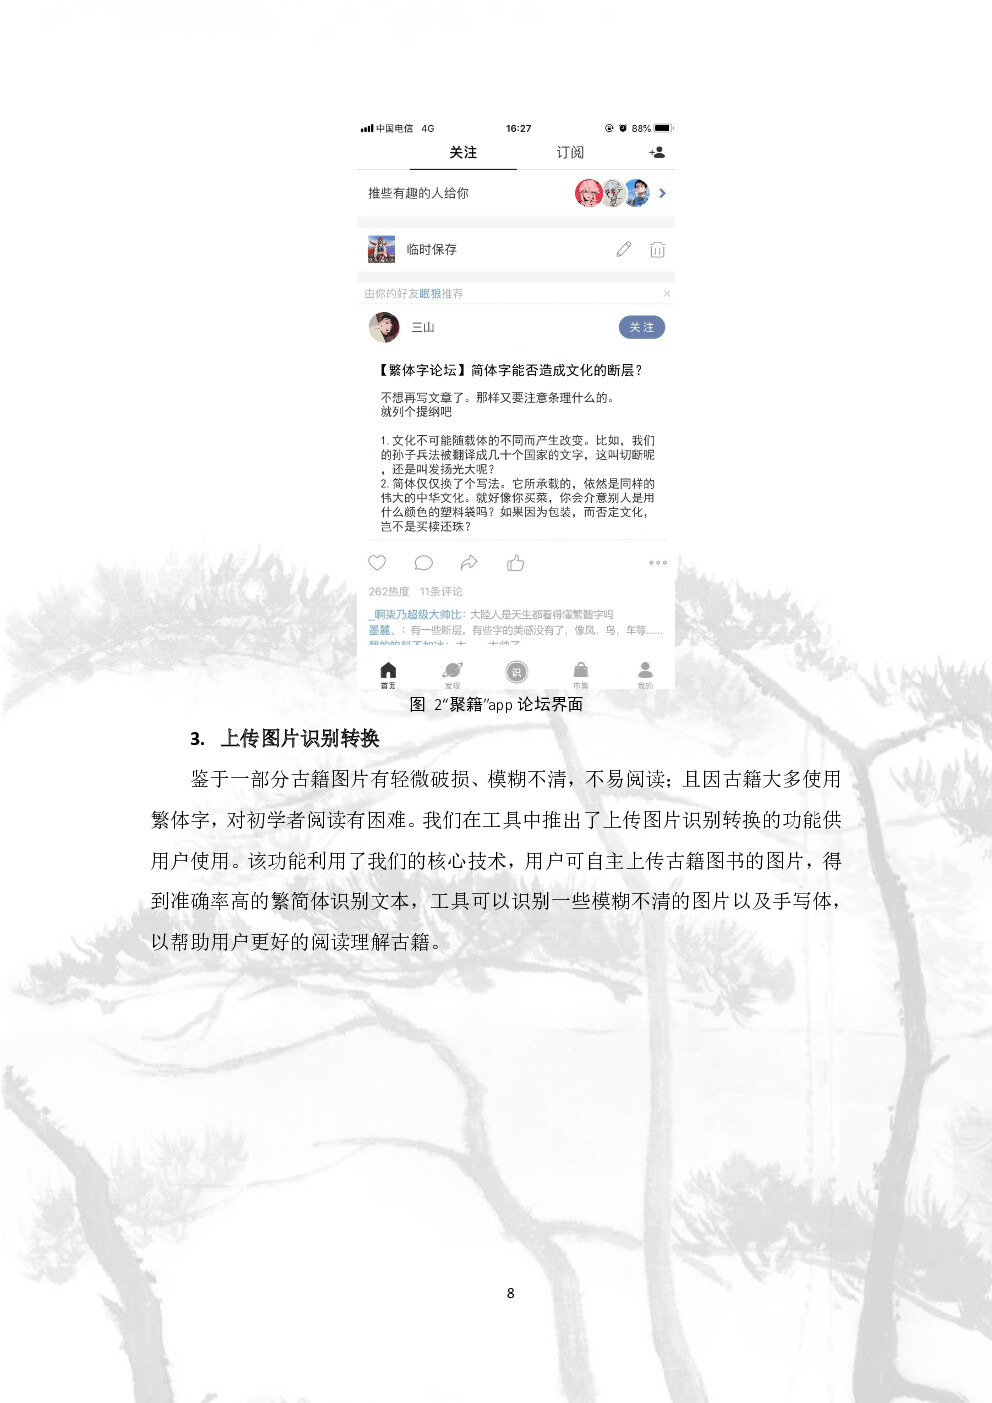 中国电信 4G 16:27 88%
关注 订阅
推些有趣的人给你
临时保存
由你的好友眠狼推荐
三山 关注
【繁体字论坛】简体字能否造成文化的断层？
不想再写文章了。那样又要注意条理什么的。
就列个提纲吧
1.文化不可能随载体的不同而产生改变。比如，我们
的孙子兵法被翻译成几十个国家的文字，这叫切断呢
，还是叫发扬光大呢？
2.简体仅仅换了个写法。它所承载的，依然是同样的
伟大的中华文化。就好像你买菜，你会介意别人是用
什么颜色的塑料袋吗？如果因为包装，而否定文化，
岂不是买椟还珠？
262热度 11条评论
_啊柒乃超级大帅比：大陸人是天生都看得懂繁體字吗
墨麓、：有一些断层。有些字的美感没有了，像凤、鸟，车等......
首页 发现 识 市集 我的
图 2“聚籍”app 论坛界面
3. 上传图片识别转换
鉴于一部分古籍图片有轻微破损、模糊不清，不易阅读；且因古籍大多使用
繁体字，对初学者阅读有困难。我们在工具中推出了上传图片识别转换的功能供
用户使用。该功能利用了我们的核心技术，用户可自主上传古籍图书的图片，得
到准确率高的繁简体识别文本，工具可以识别一些模糊不清的图片以及手写体，
以帮助用户更好的阅读理解古籍。
8